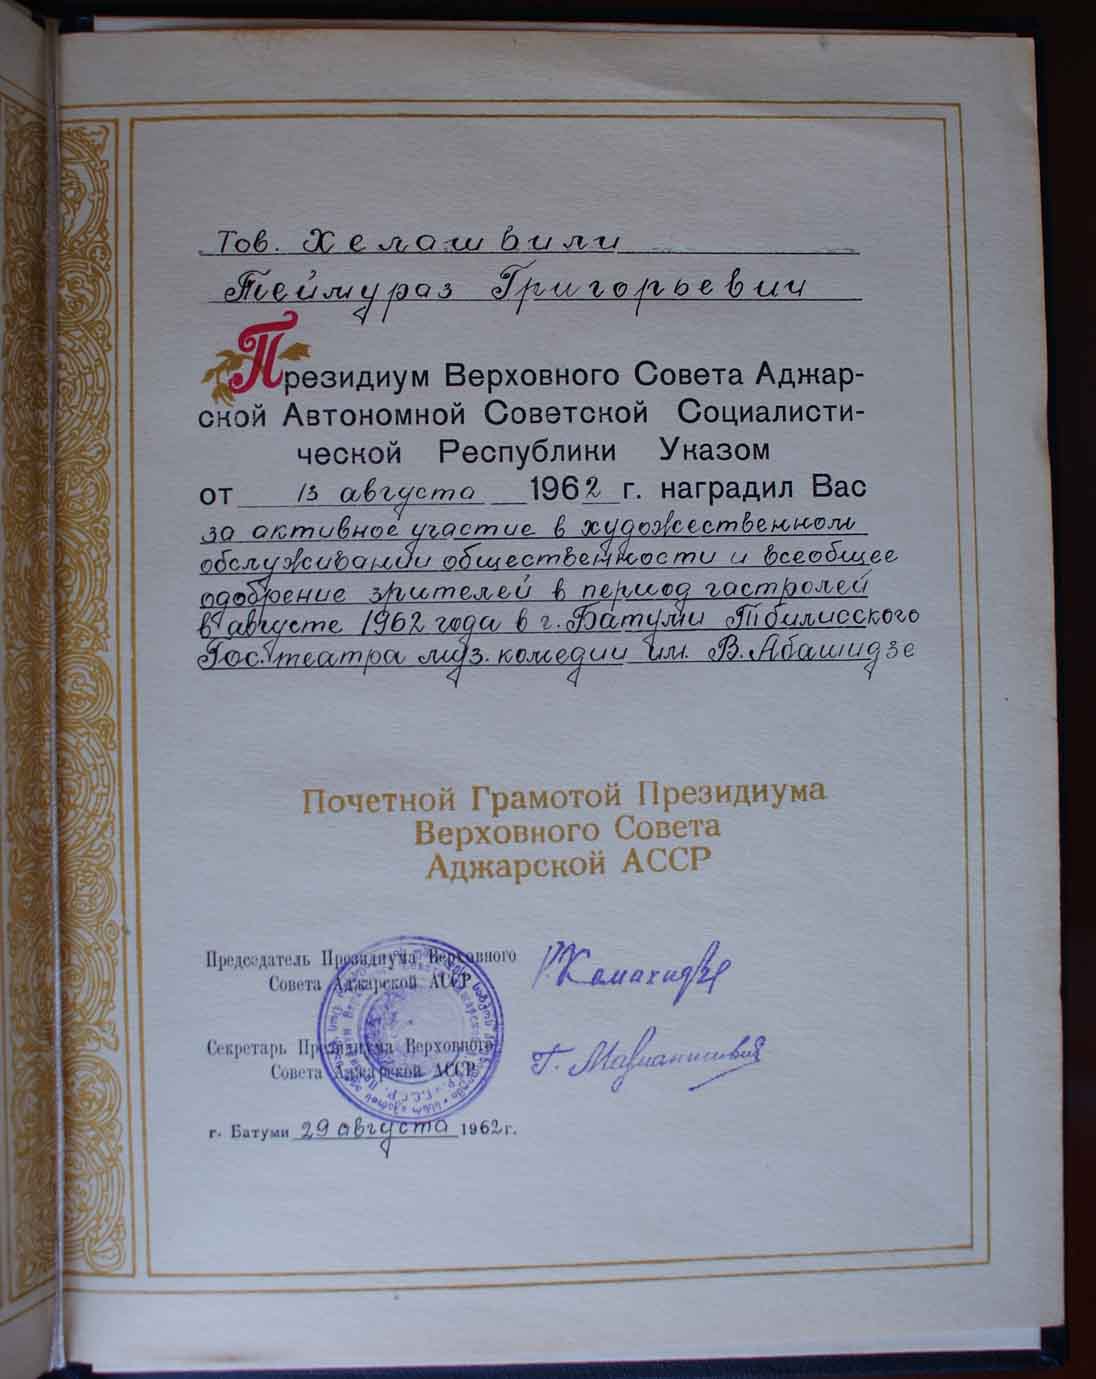 Тов. Хелашвили
Теймураз Григорьевич
Президиум Верховного Совета Аджар-
ской Автономной Советской Социалисти-
ческой Республики Указом
от 13 августа 1962 г. наградил Вас
за активное участие в художественном
обслуживании общественности и всеобщее
одобрение зрителей в период гастролей
в августе 1962 года в г. Батуми Тбилисского
Гос. театра муз. комедии им. В. Абашидзе
Почетной Грамотой Президиума
Верховного Совета
Аджарской АССР
Председатель Президиума Верховного
Совета Аджарской АССР
Секретарь Президиума Верховного
Совета Аджарской АССР
г. Батуми 29 августа 1962 г.